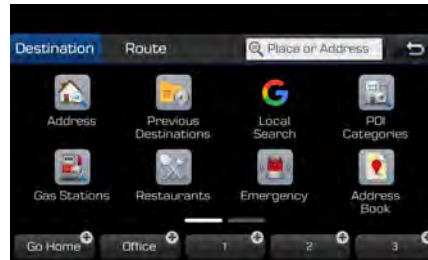 Destination
Route
Place or Address
Address
Previous
Destinations
G
Local
Search
POI
Categories
Gas Stations
Restaurants
Emergency
Address
Book
Go Home
Office
1
2
3